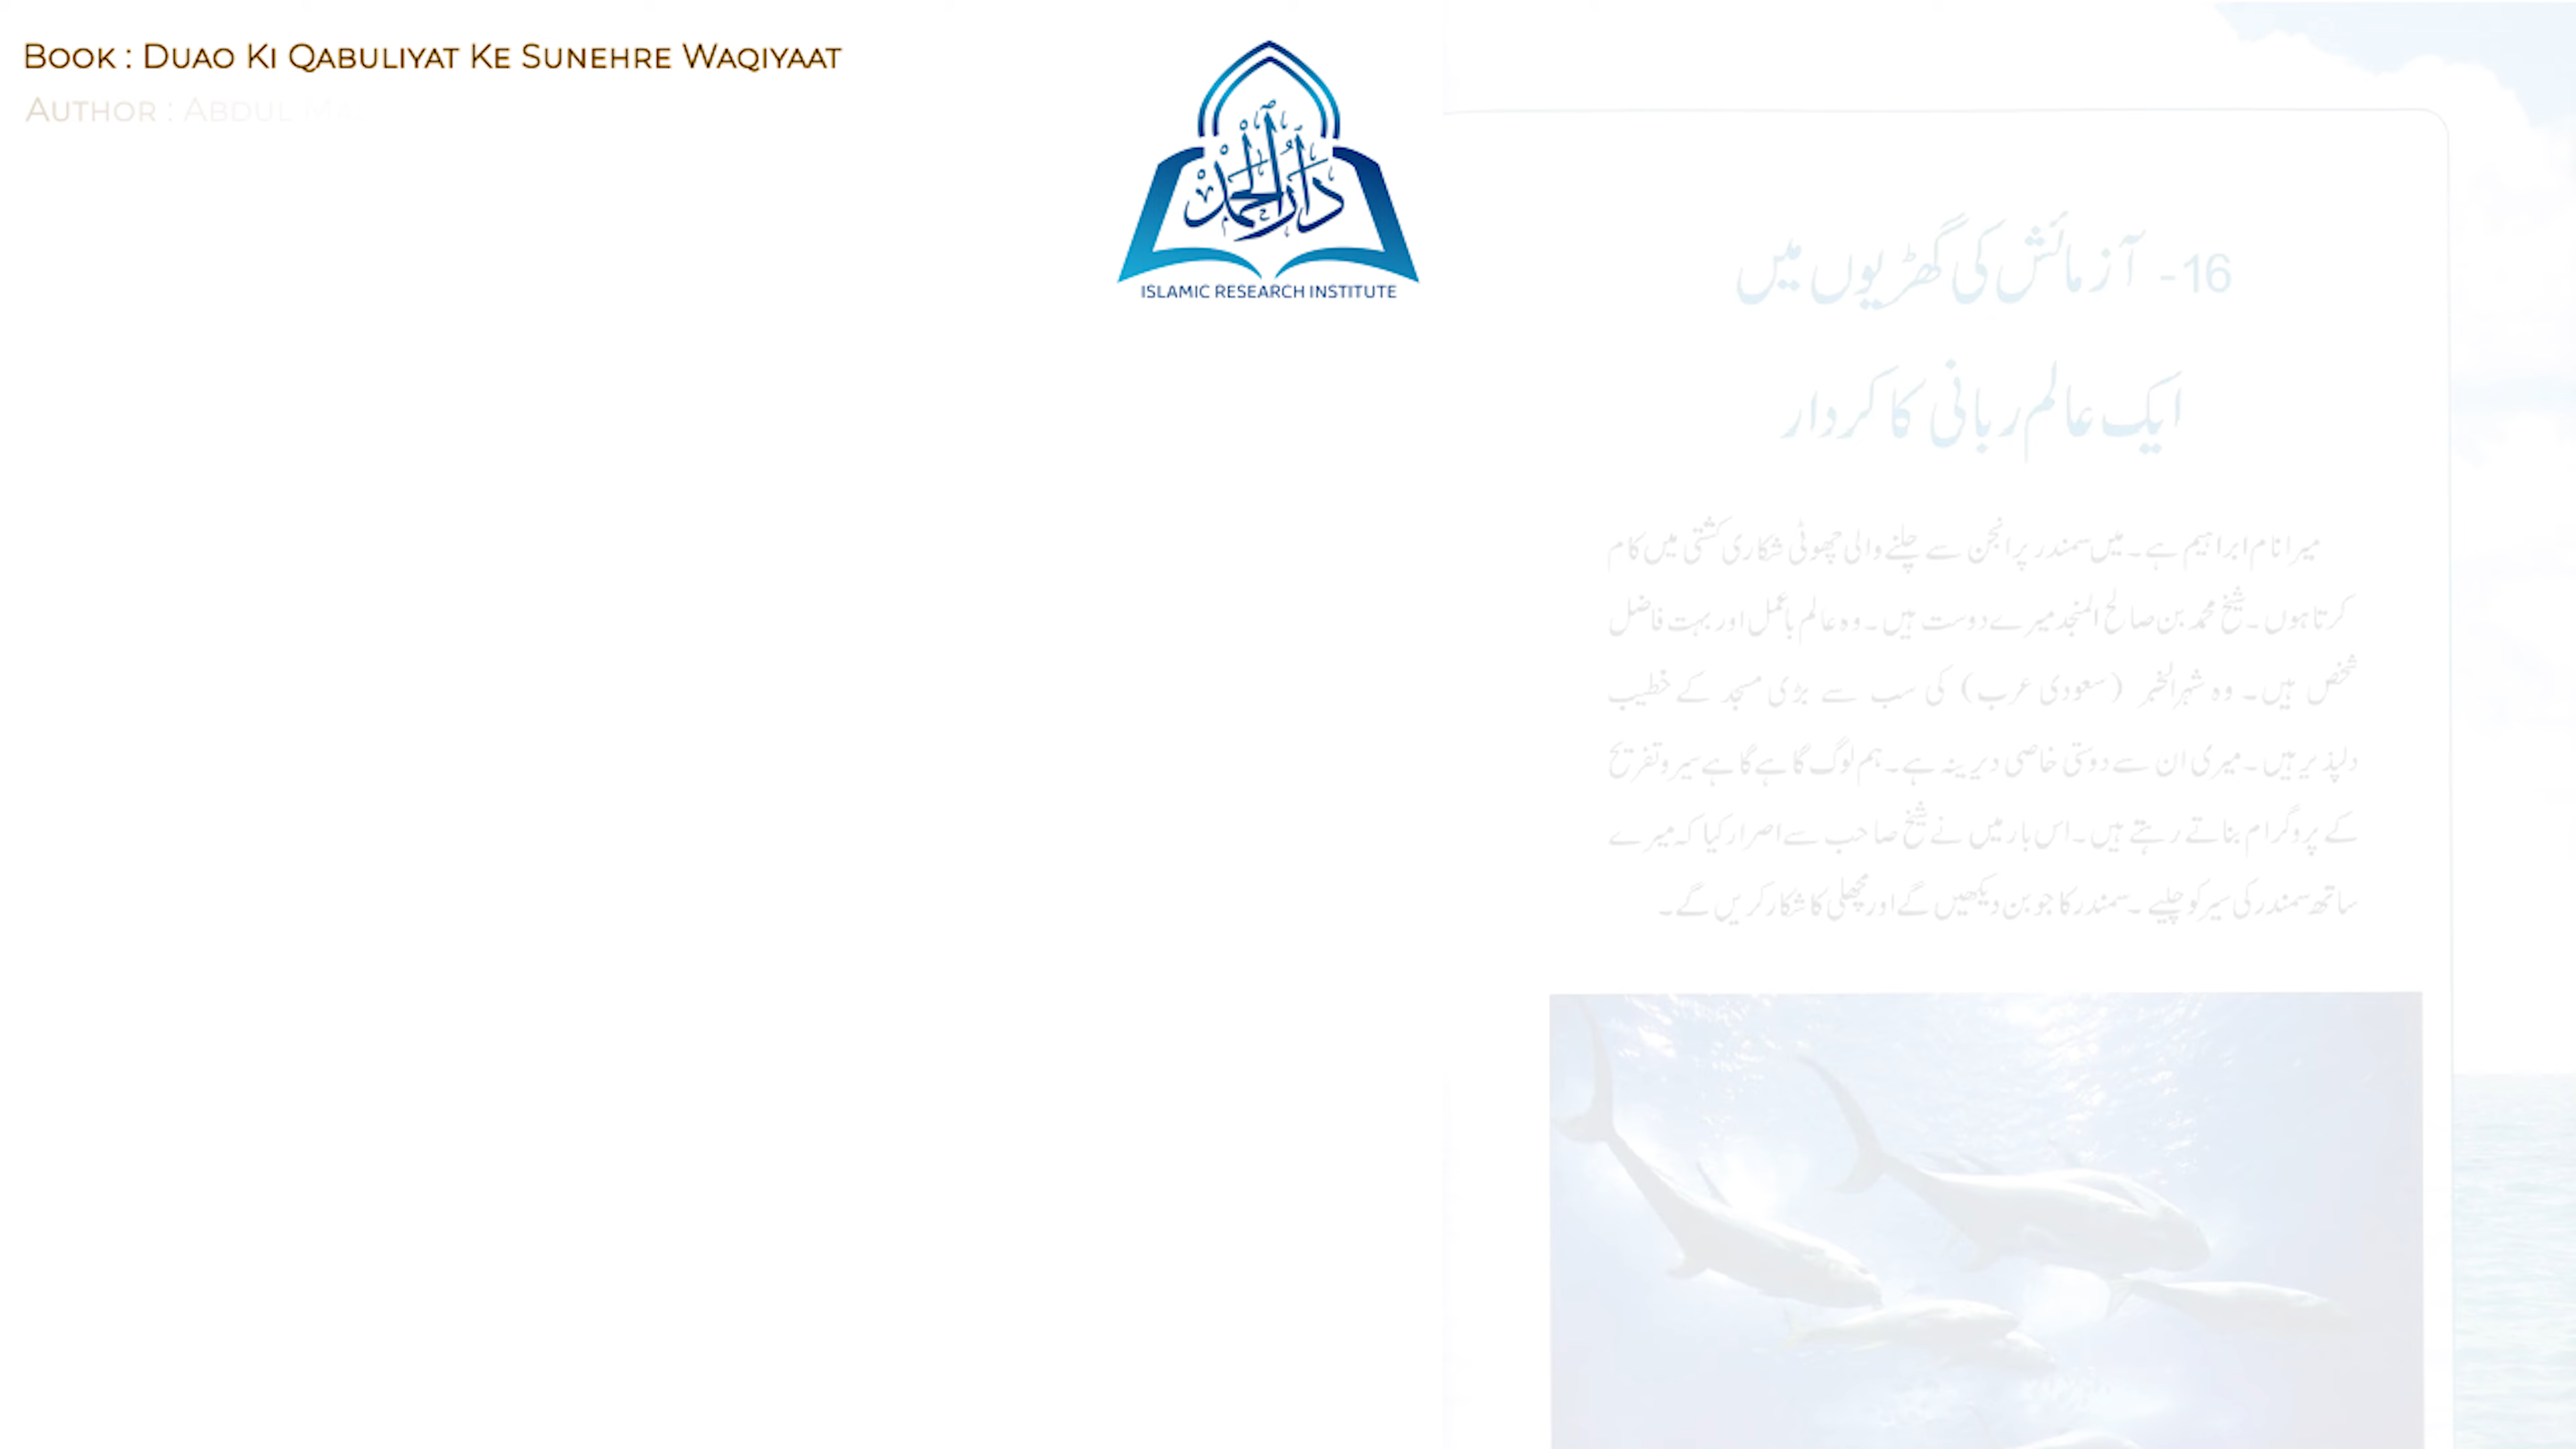 BOOK : DUAO KI QABULIYAT KE SUNEHRE WAQIYAAT
AUTHOR : ABDUL
دار الحمد
ISLAMIC RESEARCH INSTITUTE
16- آزمائش کی گھڑیوں میں
ایک عالم ربانی کا کردار
میرا نام ابراہیم ہے۔ میں سمندر پر انجن سے چلنے والی چھوٹی شکاری کشتی میں کام
کرتا ہوں۔ شیخ محمد بن صالح المنجد میرے دوست ہیں۔ وہ عالم باعمل اور بہت فاضل
شخص ہیں۔ وہ شہر الخبر (سعودی عرب) کی سب سے بڑی مسجد کے خطیب
دلپذیر ہیں۔ میری ان سے دوستی خاصی دیرینہ ہے۔ ہم لوگ گاہے گاہے سیر وتفریح
کے پروگرام بناتے رہتے ہیں۔ اس بار میں نے شیخ صاحب سے اصرار کیا کہ میرے
ساتھ سمندر کی سیر کو چلیے۔ سمندر کا جوبن دیکھیں گے اور مچھلی کا شکار کریں گے۔